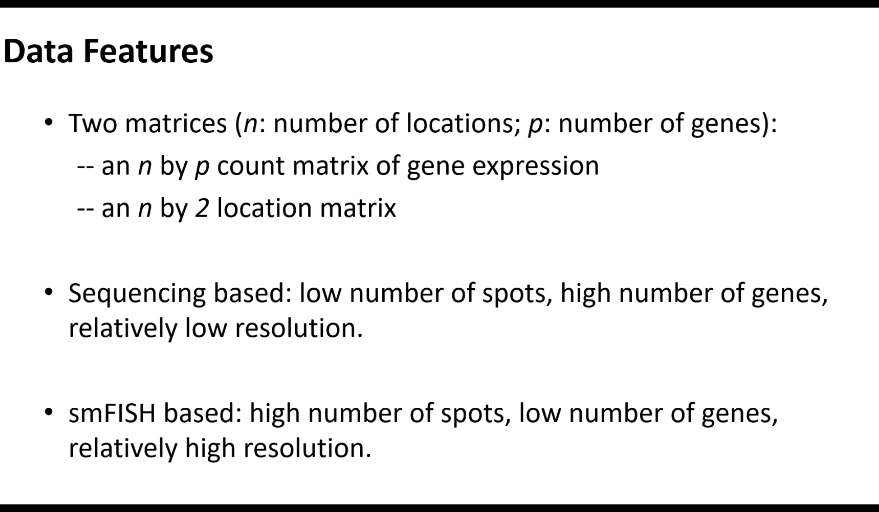 Data Features
• Two matrices (n: number of locations; p: number of genes):
-- an n by p count matrix of gene expression
-- an n by 2 location matrix
• Sequencing based: low number of spots, high number of genes,
relatively low resolution.
• smFISH based: high number of spots, low number of genes,
relatively high resolution.